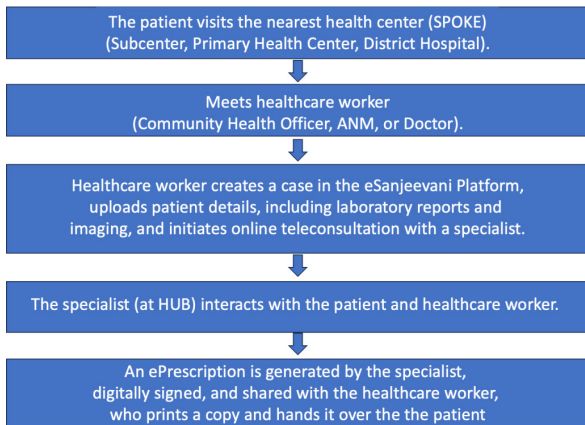 The patient visits the nearest health center (SPOKE)
(Subcenter, Primary Health Center, District Hospital).
Meets healthcare worker
(Community Health Officer, ANM, or Doctor).
Healthcare worker creates a case in the eSanjeevani Platform,
uploads patient details, including laboratory reports and
imaging, and initiates online teleconsultation with a specialist.
The specialist (at HUB) interacts with the patient and healthcare worker.
An ePrescription is generated by the specialist,
digitally signed, and shared with the healthcare worker,
who prints a copy and hands it over the the patient